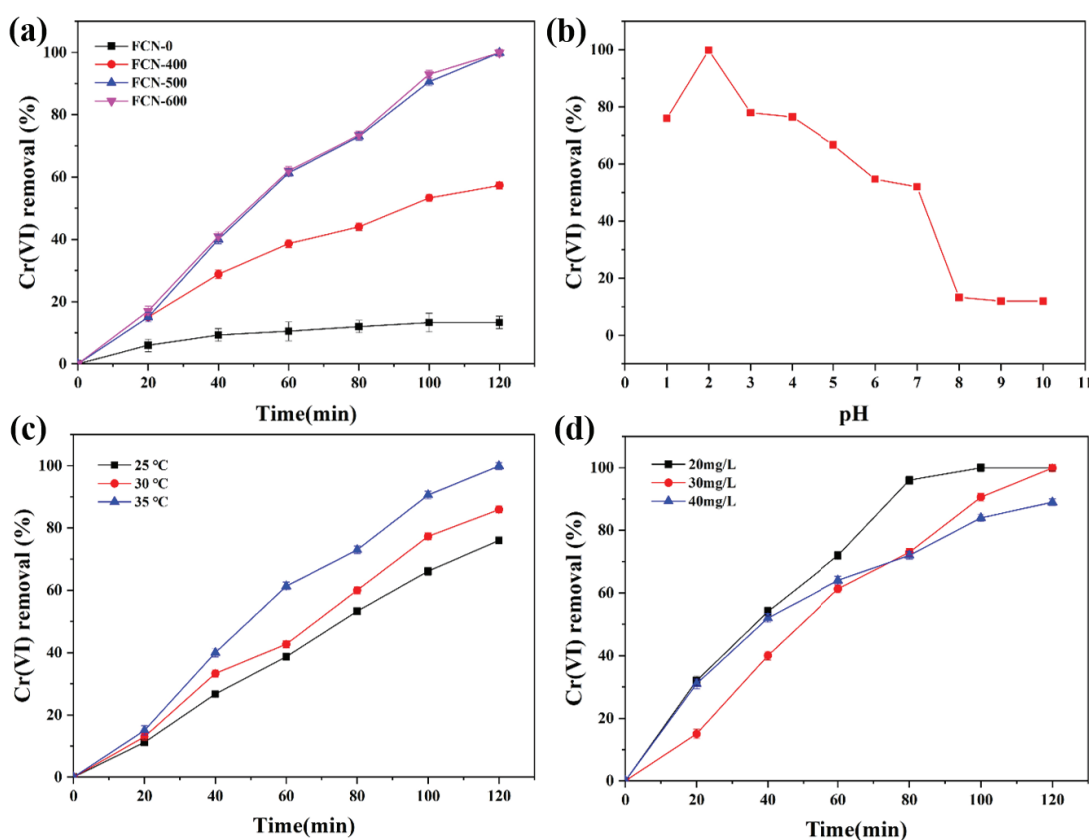 (a)
FCN-0
FCN-400
FCN-500
FCN-600
Cr(VI) removal (%)
100
80
60
40
20
0
0 20 40 60 80 100 120
Time(min)
(b)
Cr(VI) removal (%)
100
80
60
40
20
0
0 1 2 3 4 5 6 7 8 9 10 11
pH
(c)
25 °C
30 °C
35 °C
Cr(VI) removal (%)
100
80
60
40
20
0
0 20 40 60 80 100 120
Time(min)
(d)
20mg/L
30mg/L
40mg/L
Cr(VI) removal (%)
100
80
60
40
20
0
0 20 40 60 80 100 120
Time(min)